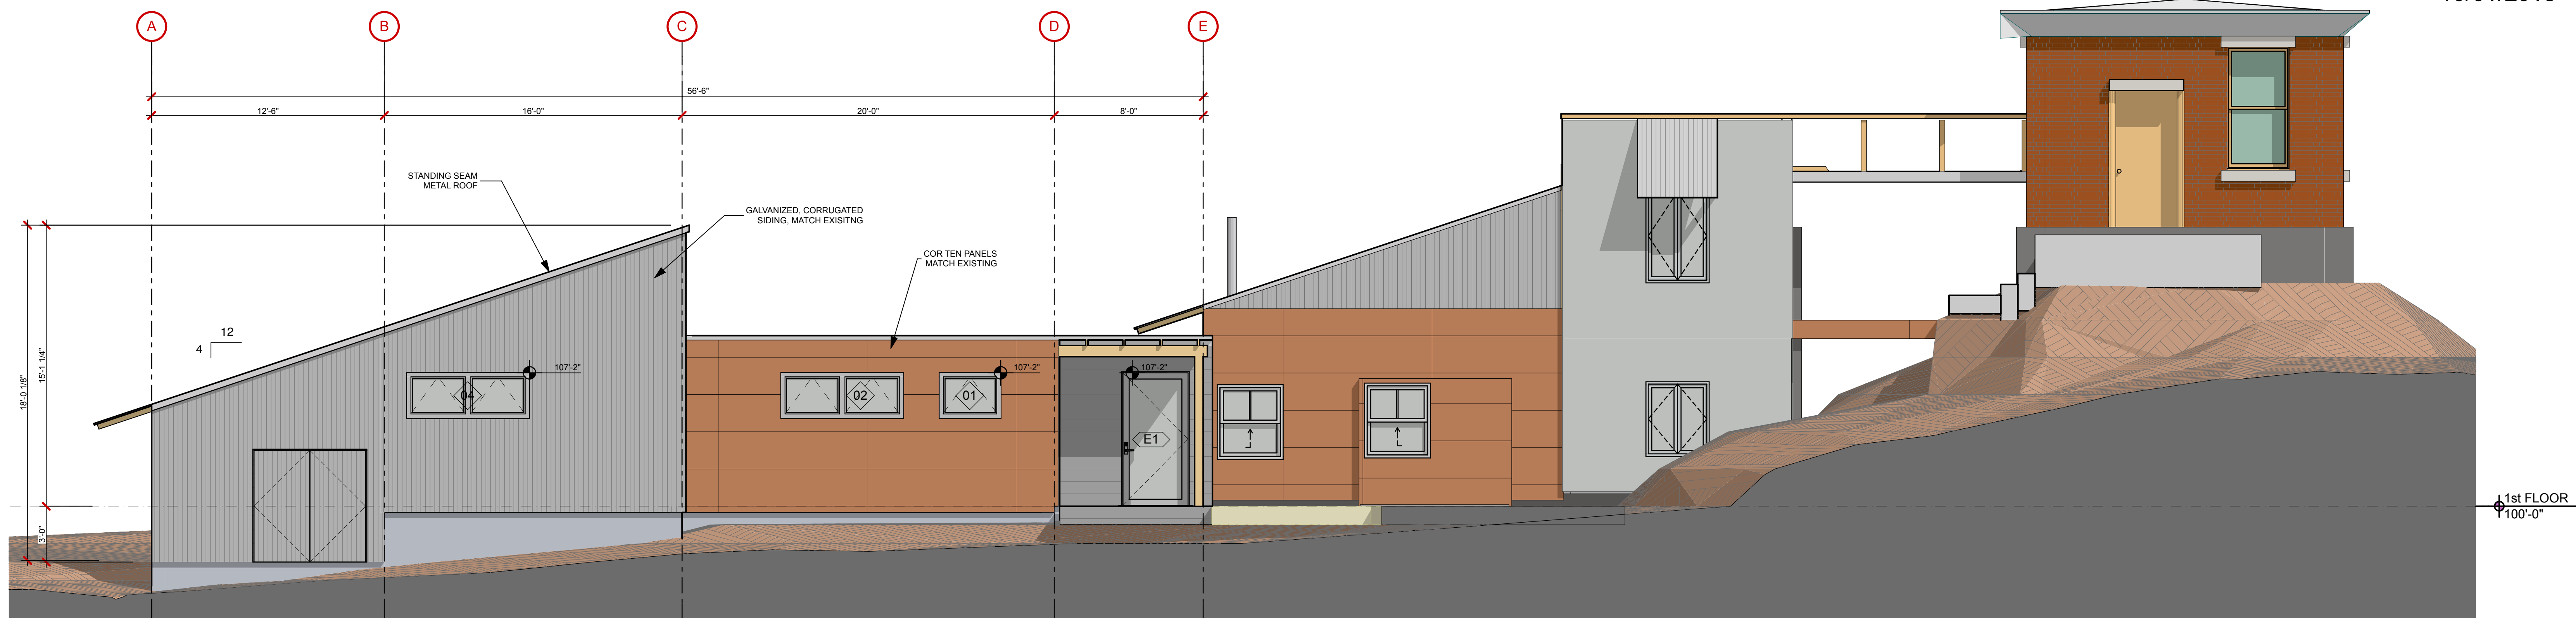 A
B
C
D
E
56'-6"
12'-6"
16'-0"
20'-0"
8'-0"
STANDING SEAM
METAL ROOF
GALVANIZED, CORRUGATED
SIDING, MATCH EXISITNG
COR TEN PANELS
MATCH EXISTING
12
4
18'-0 1/8"
15'-1 1/4"
3'-0"
107'-2"
107'-2"
107'-2"
04
02
01
E1
1st FLOOR
100'-0"